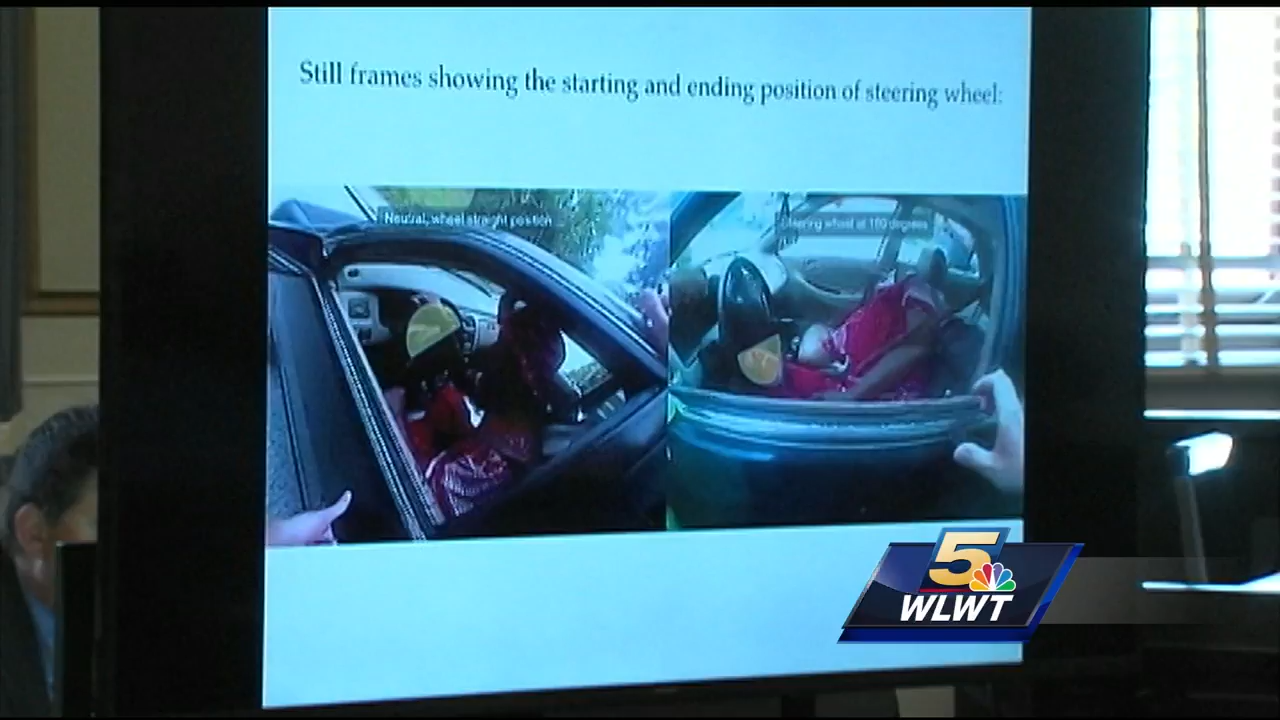 Still frames showing the starting and ending position of steering wheel:
Neutral, wheel straight position
Steering wheel at 180 degrees
5
WLWT